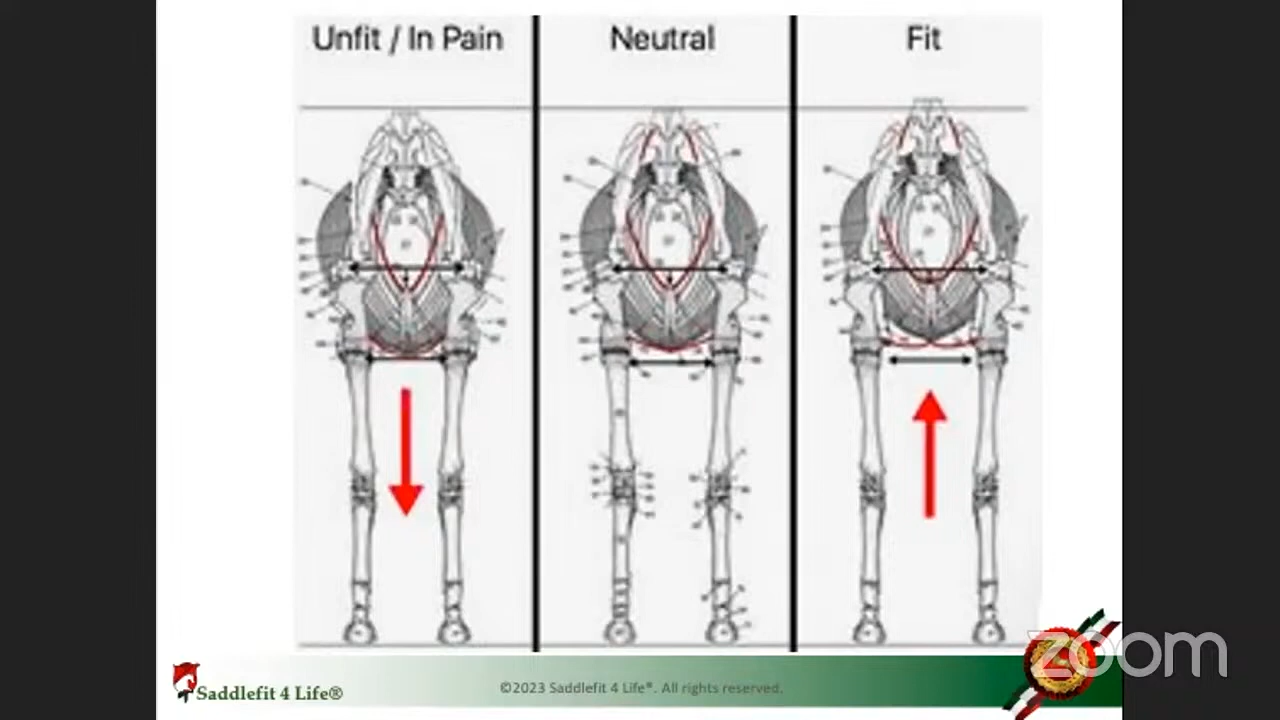 Unfit / In Pain
Neutral
Fit
Saddlefit 4 Life®
©2023 Saddlefit 4 Life®. All rights reserved.
zoom